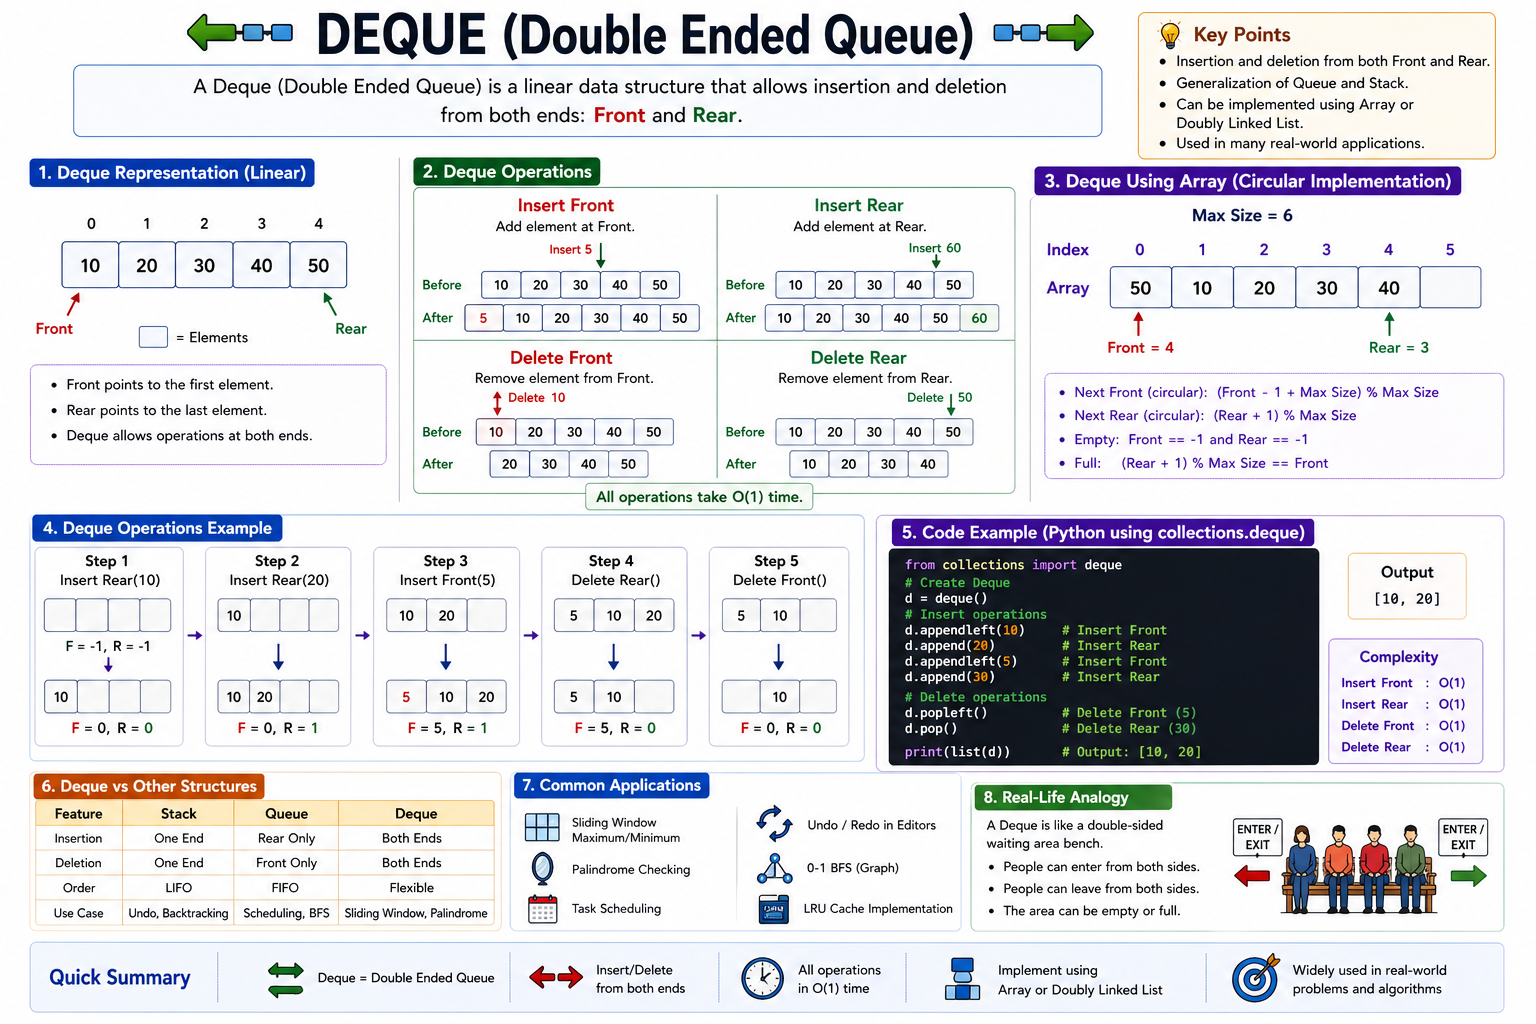 DEQUE (Double Ended Queue)
A Deque (Double Ended Queue) is a linear data structure that allows insertion and deletion
from both ends: Front and Rear.
Key Points
• Insertion and deletion from both Front and Rear.
• Generalization of Queue and Stack.
• Can be implemented using Array or
Doubly Linked List.
• Used in many real-world applications.
1. Deque Representation (Linear)
0 1 2 3 4
10 20 30 40 50
Front
Rear
= Elements
• Front points to the first element.
• Rear points to the last element.
• Deque allows operations at both ends.
2. Deque Operations
Insert Front
Add element at Front.
Insert 5
Before 10 20 30 40 50
After 5 10 20 30 40 50
Insert Rear
Add element at Rear.
Insert 60
Before 10 20 30 40 50
After 10 20 30 40 50 60
Delete Front
Remove element from Front.
Delete 10
Before 10 20 30 40 50
After 20 30 40 50
Delete Rear
Remove element from Rear.
Delete 50
Before 10 20 30 40 50
After 10 20 30 40
All operations take O(1) time.
3. Deque Using Array (Circular Implementation)
Max Size = 6
Index 0 1 2 3 4 5
Array 50 10 20 30 40
Front = 4
Rear = 3
• Next Front (circular): (Front - 1 + Max Size) % Max Size
• Next Rear (circular): (Rear + 1) % Max Size
• Empty: Front == -1 and Rear == -1
• Full: (Rear + 1) % Max Size == Front
4. Deque Operations Example
Step 1
Insert Rear(10)
F = -1, R = -1
10
F = 0, R = 0
Step 2
Insert Rear(20)
10
10 20
F = 0, R = 1
Step 3
Insert Front(5)
10 20
5 10 20
F = 5, R = 1
Step 4
Delete Rear()
5 10 20
5 10
F = 5, R = 0
Step 5
Delete Front()
5 10
10
F = 0, R = 0
5. Code Example (Python using collections.deque)
from collections import deque
# Create Deque
d = deque()
# Insert operations
d.appendleft(10) # Insert Front
d.append(20) # Insert Rear
d.appendleft(5) # Insert Front
d.append(30) # Insert Rear
# Delete operations
d.popleft() # Delete Front (5)
d.pop() # Delete Rear (30)
print(list(d)) # Output: [10, 20]
Output
[10, 20]
Complexity
Insert Front : O(1)
Insert Rear : O(1)
Delete Front : O(1)
Delete Rear : O(1)
6. Deque vs Other Structures
Feature Stack Queue Deque
Insertion One End Rear Only Both Ends
Deletion One End Front Only Both Ends
Order LIFO FIFO Flexible
Use Case Undo, Backtracking Scheduling, BFS Sliding Window, Palindrome
7. Common Applications
Sliding Window
Maximum/Minimum
Palindrome Checking
Task Scheduling
Undo / Redo in Editors
0-1 BFS (Graph)
LRU Cache Implementation
8. Real-Life Analogy
A Deque is like a double-sided
waiting area bench.
• People can enter from both sides.
• People can leave from both sides.
• The area can be empty or full.
ENTER /
EXIT
ENTER /
EXIT
Quick Summary
Deque = Double Ended Queue
Insert/Delete
from both ends
All operations
in O(1) time
Implement using
Array or Doubly Linked List
Widely used in real-world
problems and algorithms